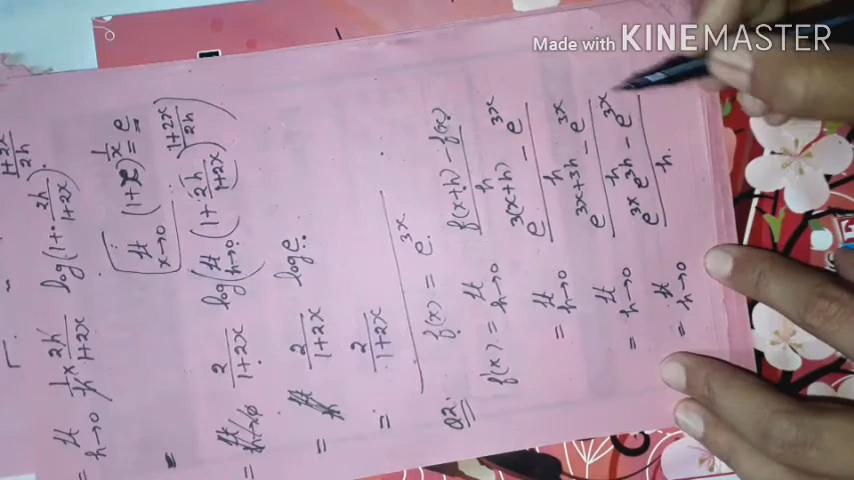 Made with KINEMASTER
1+2x/2h
= lt h→0 1/h × 2h/1+2x log(1+ 2h/1+2x).
lt x→0 (1+x)^1/x = e
= lt h→0 2/1+2x log(lt h→0 (1+ 2h/1+2x)^1+2x/2h)
= lt h 2/1+2x log e
= 2/1+2x
Q2. f(x) = e^3x
f(x) = lt h→0 f(x+h) - f(x)/h
= lt h→0 e^3(x+h) - e^3x/h
= lt h→0 e^3x+3h - e^3x/h
= lt h→0 e^3x e^3h - e^3x/h.